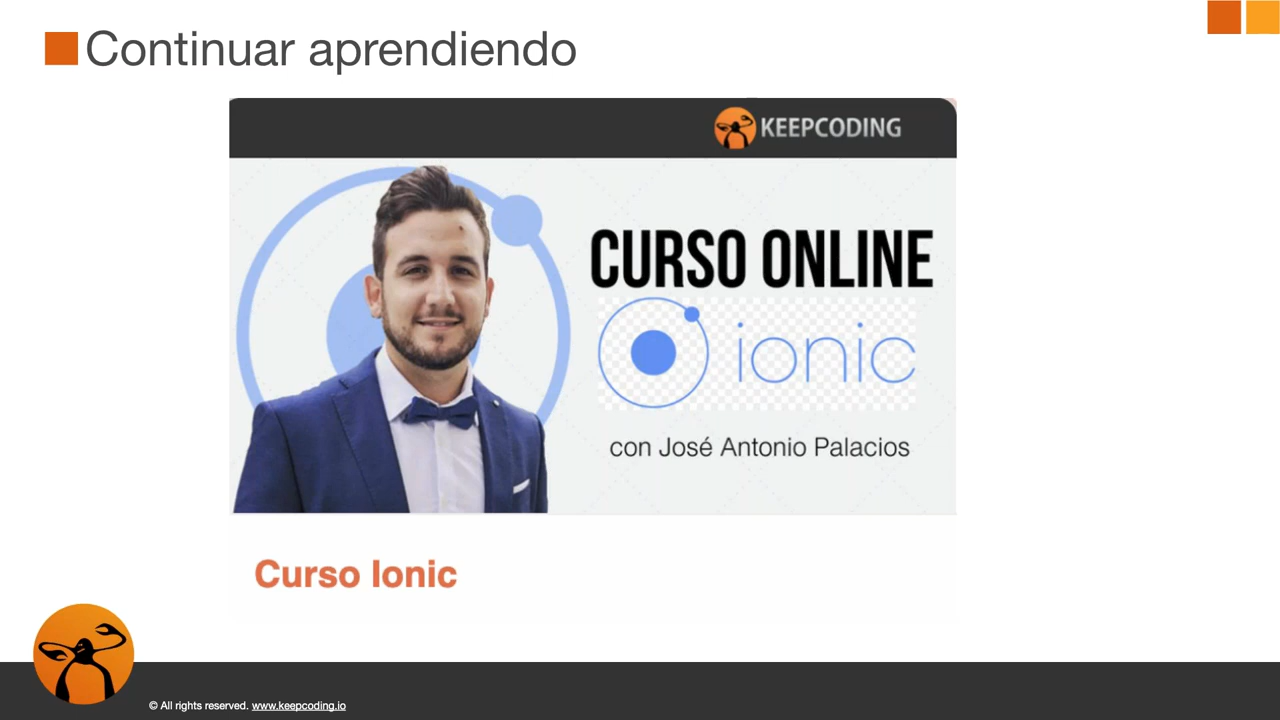 Continuar aprendiendo
KEEPCODING
CURSO ONLINE
ionic
con José Antonio Palacios
Curso Ionic
© All rights reserved. www.keepcoding.io